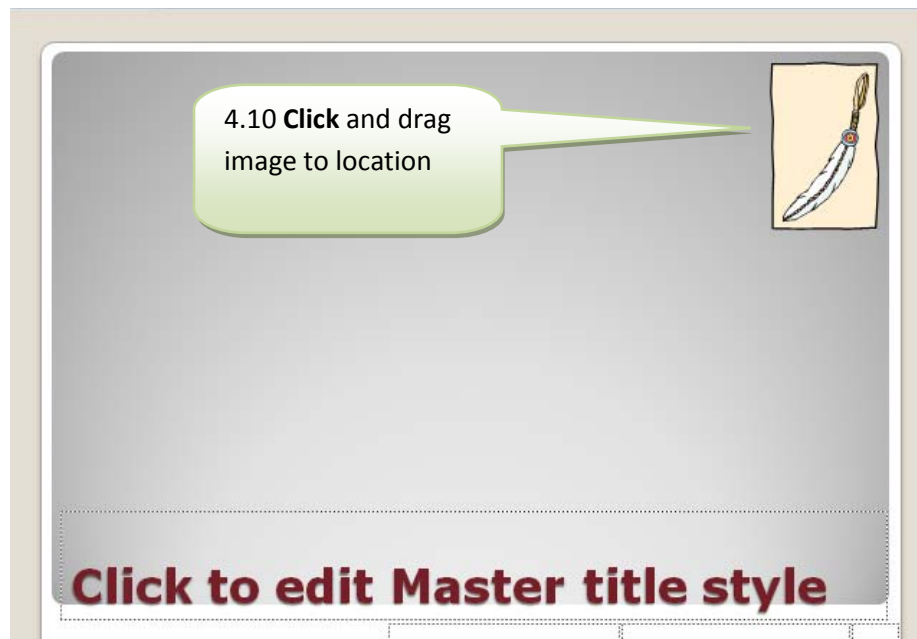 4.10 Click and drag
image to location
Click to edit Master title style